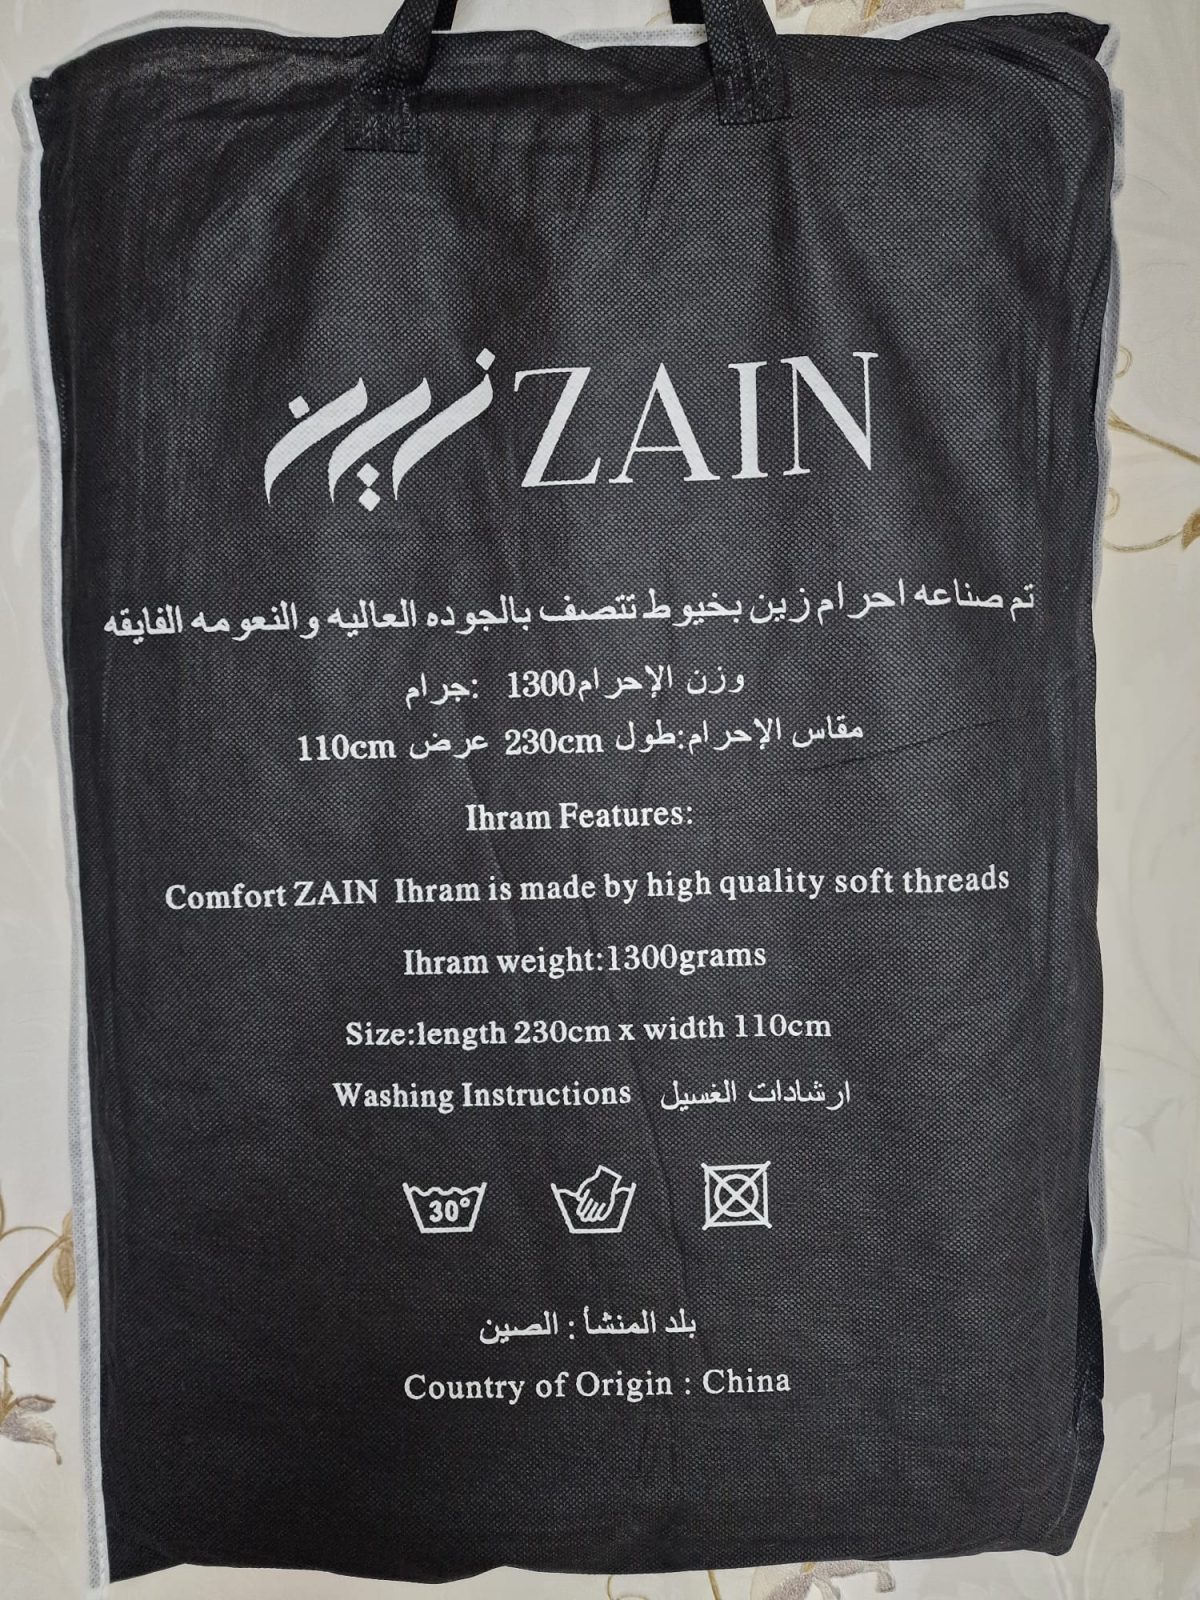 زين ZAIN
تم صناعه احرام زين بخيوط تتصف بالجوده العاليه والنعومه الفايقه
وزن الإحرام1300 :جرام
مقاس الإحرام:طول 230cm عرض 110cm
Ihram Features:
Comfort ZAIN Ihram is made by high quality soft threads
Ihram weight:1300grams
Size:length 230cm x width 110cm
Washing Instructions ارشادات الغسيل
30°
بلد المنشأ : الصين
Country of Origin : China